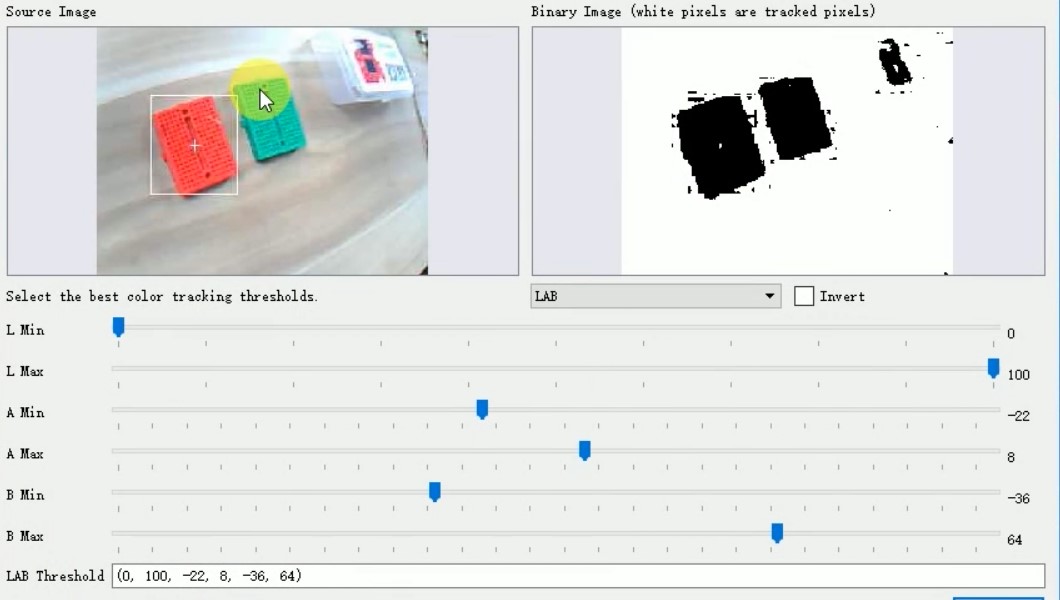 Source Image
Binary Image (white pixels are tracked pixels)
Select the best color tracking thresholds.
LAB
Invert
L Min
0
L Max
100
A Min
-22
A Max
8
B Min
-36
B Max
64
LAB Threshold
(0, 100, -22, 8, -36, 64)